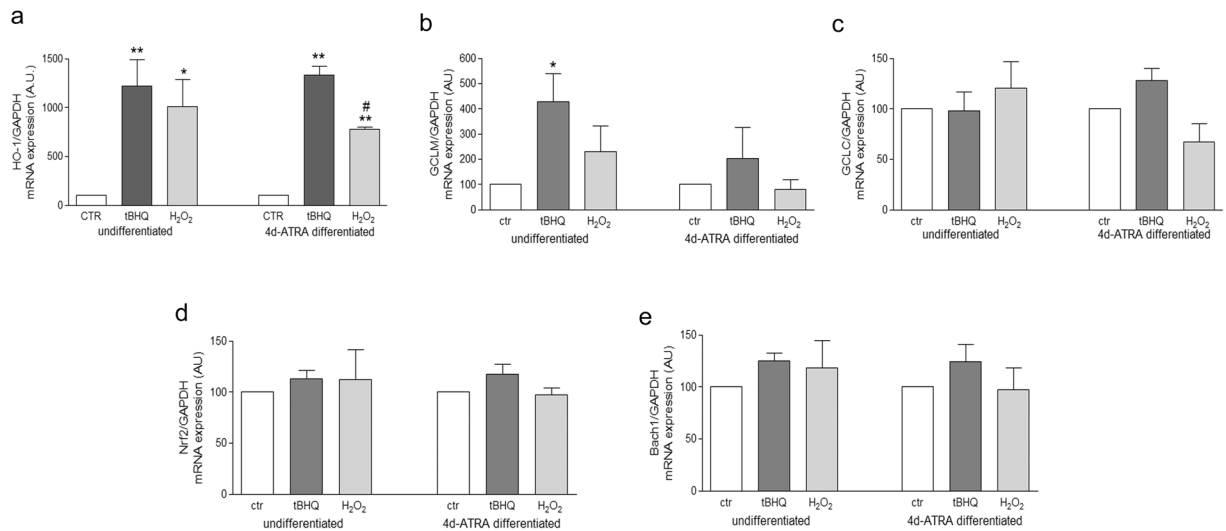 a
HO-1/GAPDH
mRNA expression (A.U.)
1500
1000
500
0
**
*
**
#
**
CTR tBHQ H₂O₂ CTR tBHQ H₂O₂
undifferentiated 4d-ATRA differentiated
b
GCLM/GAPDH
mRNA expression (AU)
600
500
400
300
200
100
0
*
ctr tBHQ H₂O₂ ctr tBHQ H₂O₂
undifferentiated 4d-ATRA differentiated
c
GCLC/GAPDH
mRNA expression (AU)
150
100
50
0
ctr tBHQ H₂O₂ ctr tBHQ H₂O₂
undifferentiated 4d-ATRA differentiated
d
Nrf2/GAPDH
mRNA expression (AU)
150
100
50
0
ctr tBHQ H₂O₂ ctr tBHQ H₂O₂
undifferentiated 4d-ATRA differentiated
e
Bach1/GAPDH
mRNA expression (AU)
150
100
50
0
ctr tBHQ H₂O₂ ctr tBHQ H₂O₂
undifferentiated 4d-ATRA differentiated